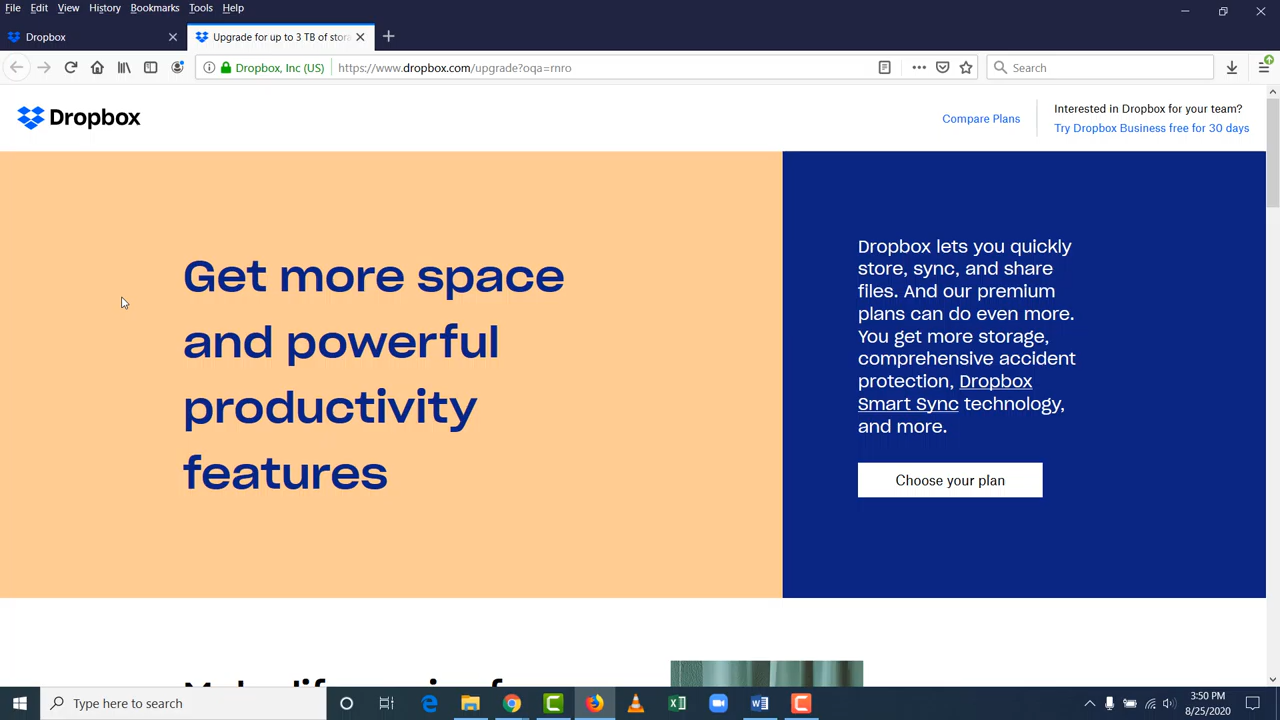 File Edit View History Bookmarks Tools Help
Dropbox
Upgrade for up to 3 TB of stora
Dropbox, Inc (US)
https://www.dropbox.com/upgrade?oqa=rnro
Search
Dropbox
Compare Plans
Interested in Dropbox for your team?
Try Dropbox Business free for 30 days
Get more space
and powerful
productivity
features
Dropbox lets you quickly
store, sync, and share
files. And our premium
plans can do even more.
You get more storage,
comprehensive accident
protection, Dropbox
Smart Sync technology,
and more.
Choose your plan
Type here to search
3:50 PM
8/25/2020